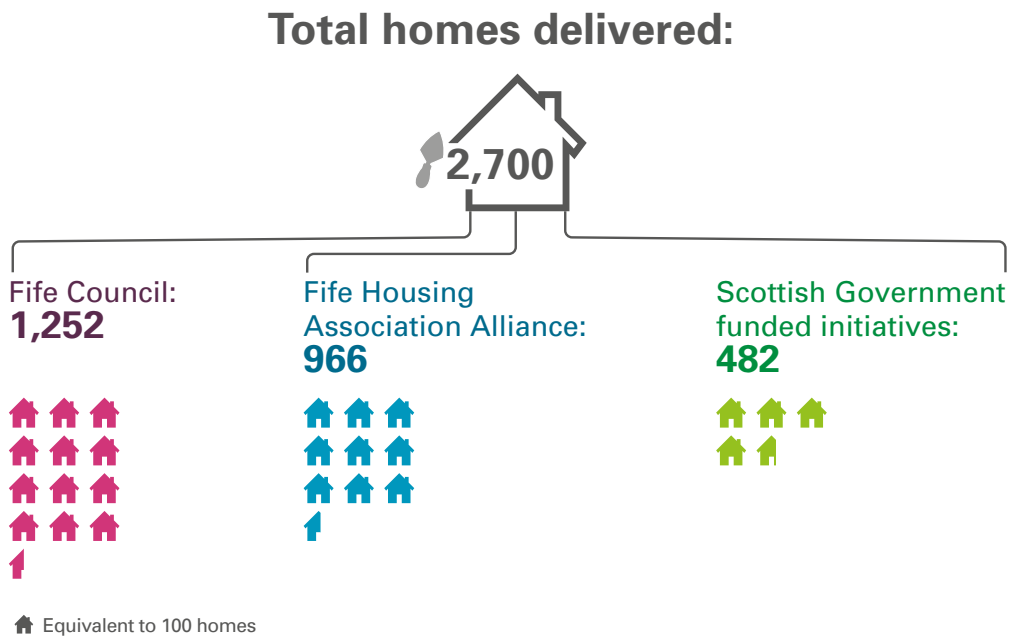 Total homes delivered:
2,700
Fife Council:
1,252
Fife Housing
Association Alliance:
966
Scottish Government
funded initiatives:
482
Equivalent to 100 homes